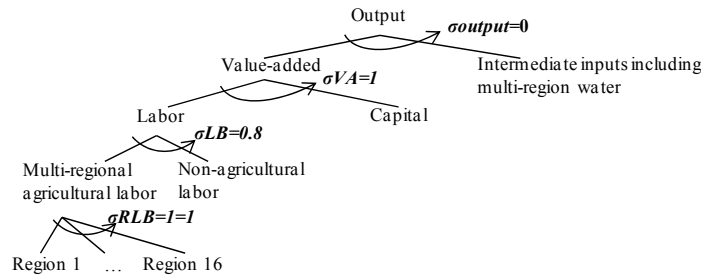 Output
σoutput=0
Value-added
Intermediate inputs including
multi-region water
σVA=1
Labor
Capital
σLB=0.8
Multi-regional
agricultural labor
Non-agricultural
labor
σRLB=1=1
Region 1
...
Region 16